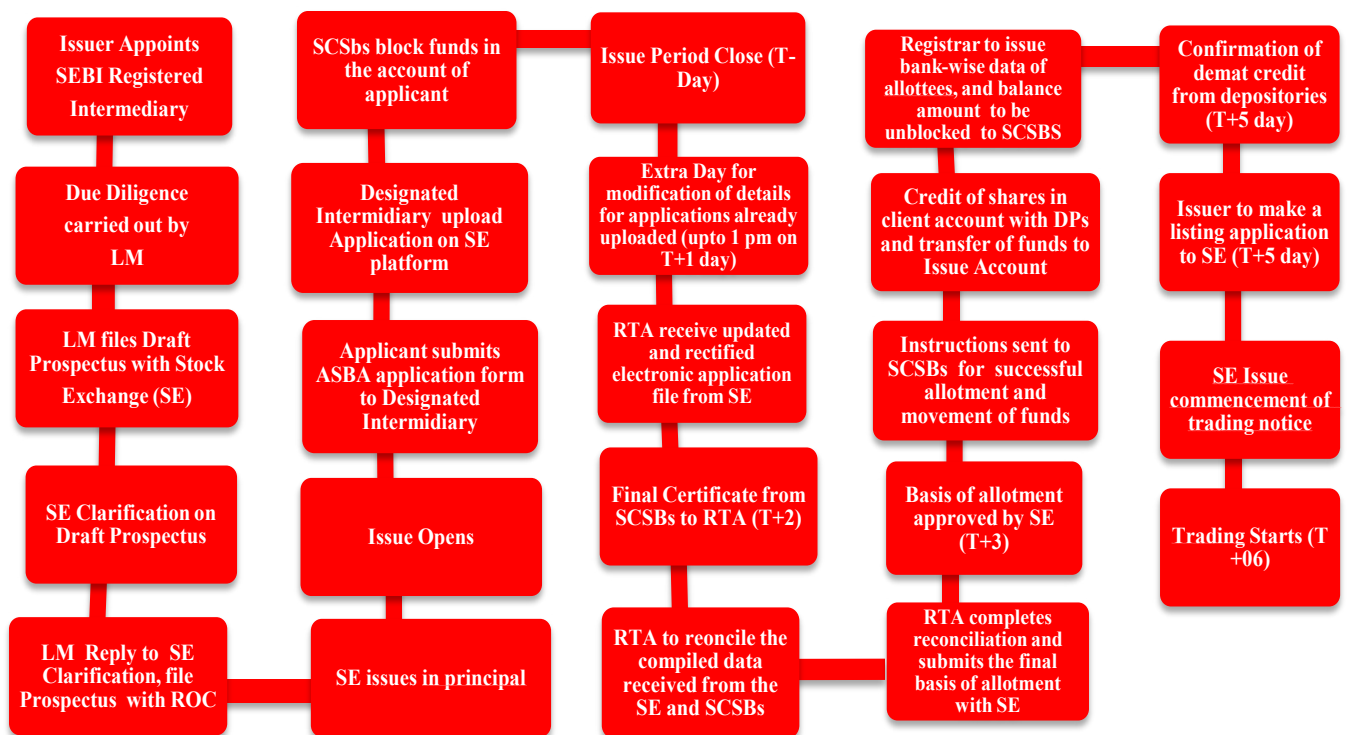 Issuer Appoints
SEBI Registered
Intermediary
Due Diligence
carried out by
LM
LM files Draft
Prospectus with Stock
Exchange (SE)
SE Clarification on
Draft Prospectus
LM Reply to SE
Clarification, file
Prospectus with ROC
SE issues in principal
Issue Opens
Applicant submits
ASBA application form
to Designated
Intermidiary
Designated
Intermidiary upload
Application on SE
platform
SCSbs block funds in
the account of
applicant
Issue Period Close (T-
Day)
Extra Day for
modification of details
for applications already
uploaded (upto 1 pm on
T+1 day)
RTA receive updated
and rectified
electronic application
file from SE
Final Certificate from
SCSBs to RTA (T+2)
RTA to reconcile the
compiled data
received from the
SE and SCSBs
RTA completes
reconciliation and
submits the final
basis of allotment
with SE
Basis of allotment
approved by SE
(T+3)
Instructions sent to
SCSBs for successful
allotment and
movement of funds
Credit of shares in
client account with DPs
and transfer of funds to
Issue Account
Registrar to issue
bank-wise data of
allottees, and balance
amount to be
unblocked to SCSBS
Confirmation of
demat credit
from depositories
(T+5 day)
Issuer to make a
listing application
to SE (T+5 day)
SE Issue
commencement of
trading notice
Trading Starts (T
+06)